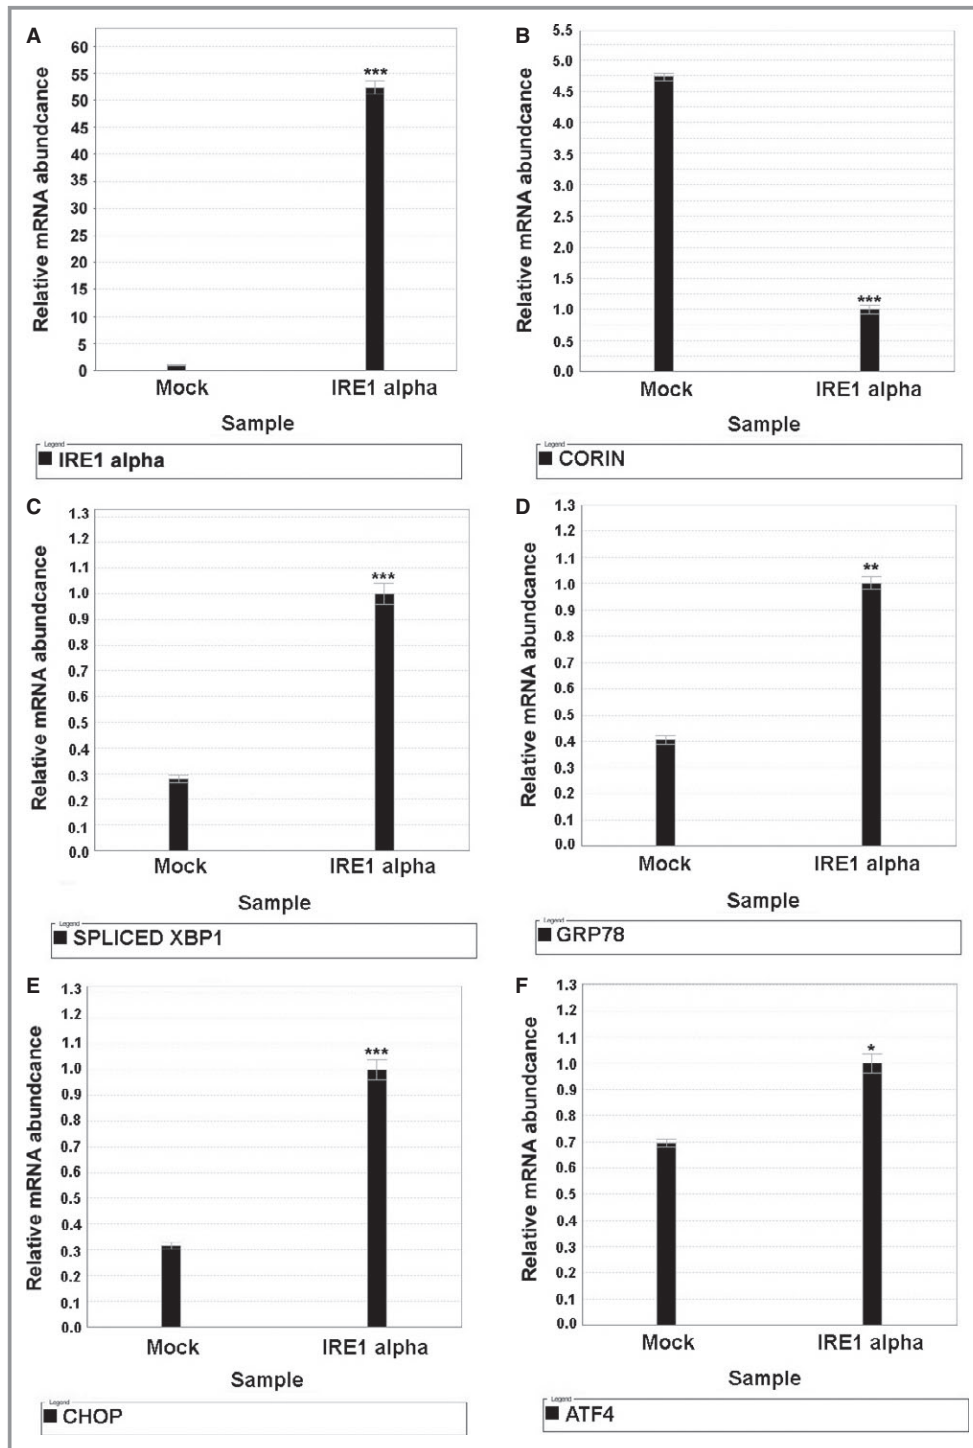 A
Relative mRNA abundcance
60
55
50
45
40
35
30
25
20
15
10
5
0
***
Mock IRE1 alpha
Sample
Legend
IRE1 alpha
B
Relative mRNA abundcance
5.5
5.0
4.5
4.0
3.5
3.0
2.5
2.0
1.5
1.0
0.5
0.0
***
Mock IRE1 alpha
Sample
Legend
CORIN
C
Relative mRNA abundcance
1.3
1.2
1.1
1.0
0.9
0.8
0.7
0.6
0.5
0.4
0.3
0.2
0.1
0.0
***
Mock IRE1 alpha
Sample
Legend
SPLICED XBP1
D
Relative mRNA abundcance
1.3
1.2
1.1
1.0
0.9
0.8
0.7
0.6
0.5
0.4
0.3
0.2
0.1
0.0
**
Mock IRE1 alpha
Sample
Legend
GRP78
E
Relative mRNA abundcance
1.3
1.2
1.1
1.0
0.9
0.8
0.7
0.6
0.5
0.4
0.3
0.2
0.1
0.0
***
Mock IRE1 alpha
Sample
Legend
CHOP
F
Relative mRNA abundcance
1.3
1.2
1.1
1.0
0.9
0.8
0.7
0.6
0.5
0.4
0.3
0.2
0.1
0.0
*
Mock IRE1 alpha
Sample
Legend
ATF4